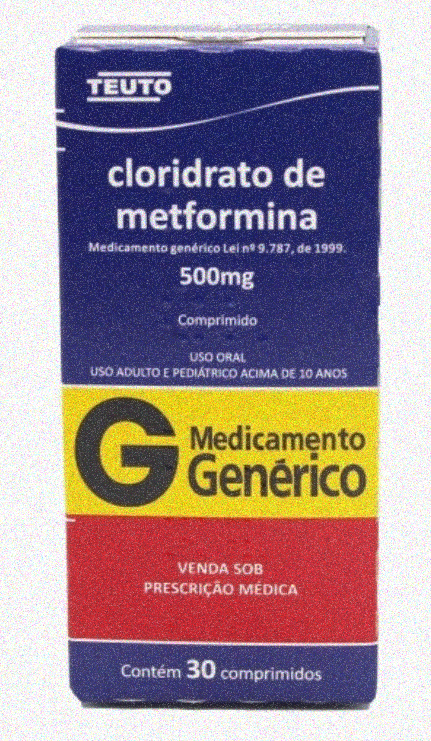 TEUTO
cloridrato de
metformina
Medicamento genérico Lei nº 9.787, de 1999.
500mg
Comprimido
USO ORAL
USO ADULTO E PEDIÁTRICO ACIMA DE 10 ANOS
G
Medicamento
Genérico
VENDA SOB
PRESCRIÇÃO MÉDICA
Contém 30 comprimidos